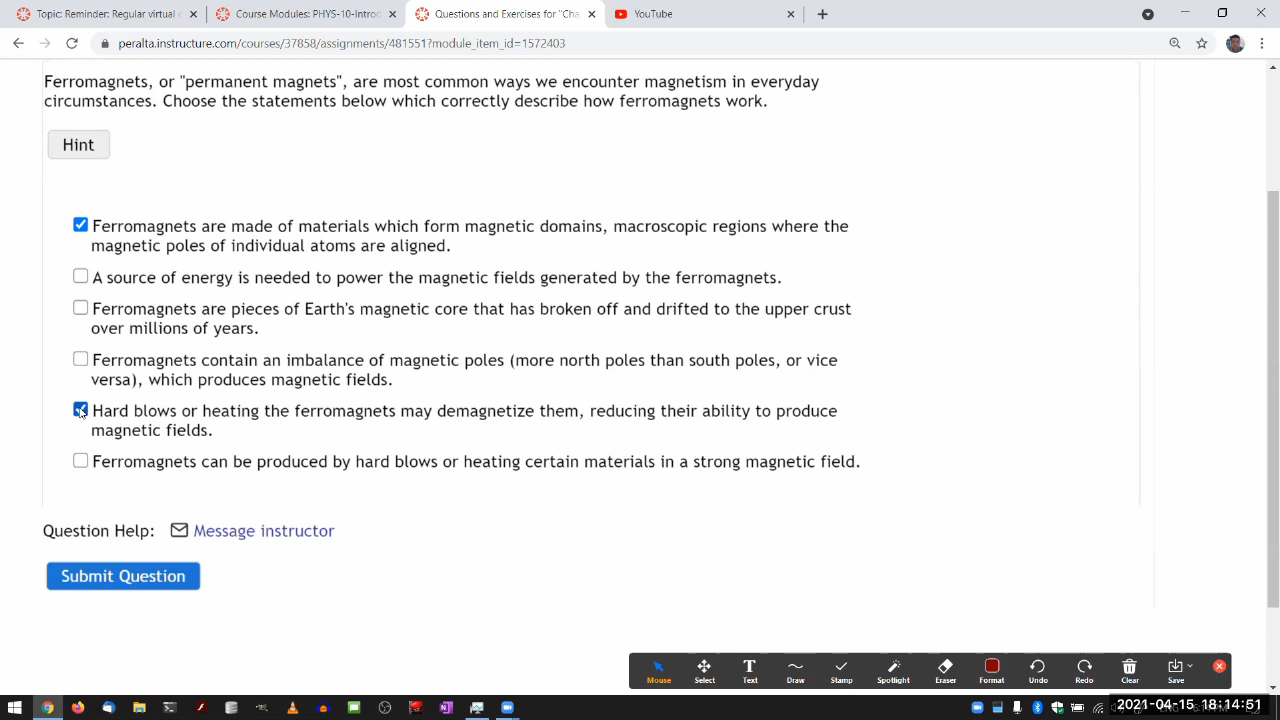 Topic: Reminder: Regular virtual c
Course Modules: PHYS-10-Introd
Questions and Exercises for "Cha
YouTube
peralta.instructure.com/courses/37858/assignments/481551?module_item_id=1572403
Ferromagnets, or "permanent magnets", are most common ways we encounter magnetism in everyday
circumstances. Choose the statements below which correctly describe how ferromagnets work.
Hint
Ferromagnets are made of materials which form magnetic domains, macroscopic regions where the
magnetic poles of individual atoms are aligned.
A source of energy is needed to power the magnetic fields generated by the ferromagnets.
Ferromagnets are pieces of Earth's magnetic core that has broken off and drifted to the upper crust
over millions of years.
Ferromagnets contain an imbalance of magnetic poles (more north poles than south poles, or vice
versa), which produces magnetic fields.
Hard blows or heating the ferromagnets may demagnetize them, reducing their ability to produce
magnetic fields.
Ferromagnets can be produced by hard blows or heating certain materials in a strong magnetic field.
Question Help: Message instructor
Submit Question
Mouse Select Text Draw Stamp Spotlight Eraser Format Undo Redo Clear Save
2021-04-15 18:14:51